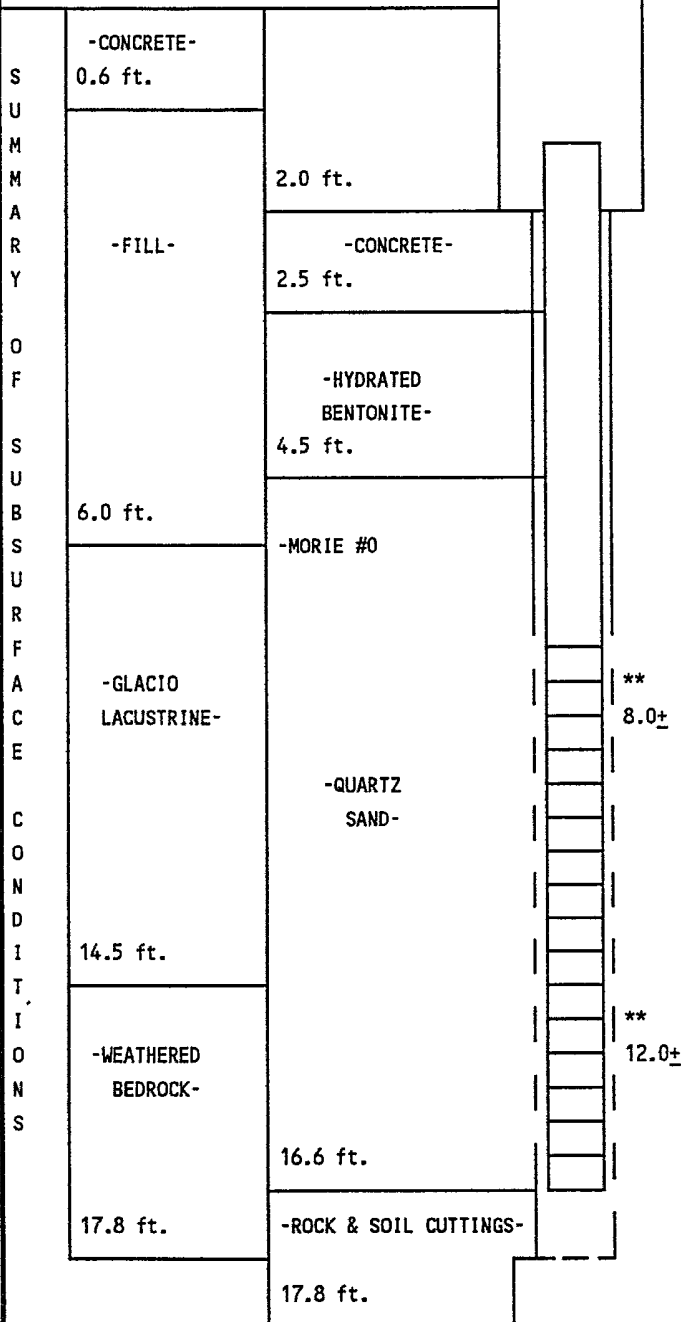 SUMMARY OF SUBSURFACE CONDITIONS
-CONCRETE-
0.6 ft.
-FILL-
6.0 ft.
-GLACIO
LACUSTRINE-
14.5 ft.
-WEATHERED
BEDROCK-
17.8 ft.
2.0 ft.
-CONCRETE-
2.5 ft.
-HYDRATED
BENTONITE-
4.5 ft.
-MORIE #0
-QUARTZ
SAND-
16.6 ft.
-ROCK & SOIL CUTTINGS-
17.8 ft.
**
8.0±
**
12.0±